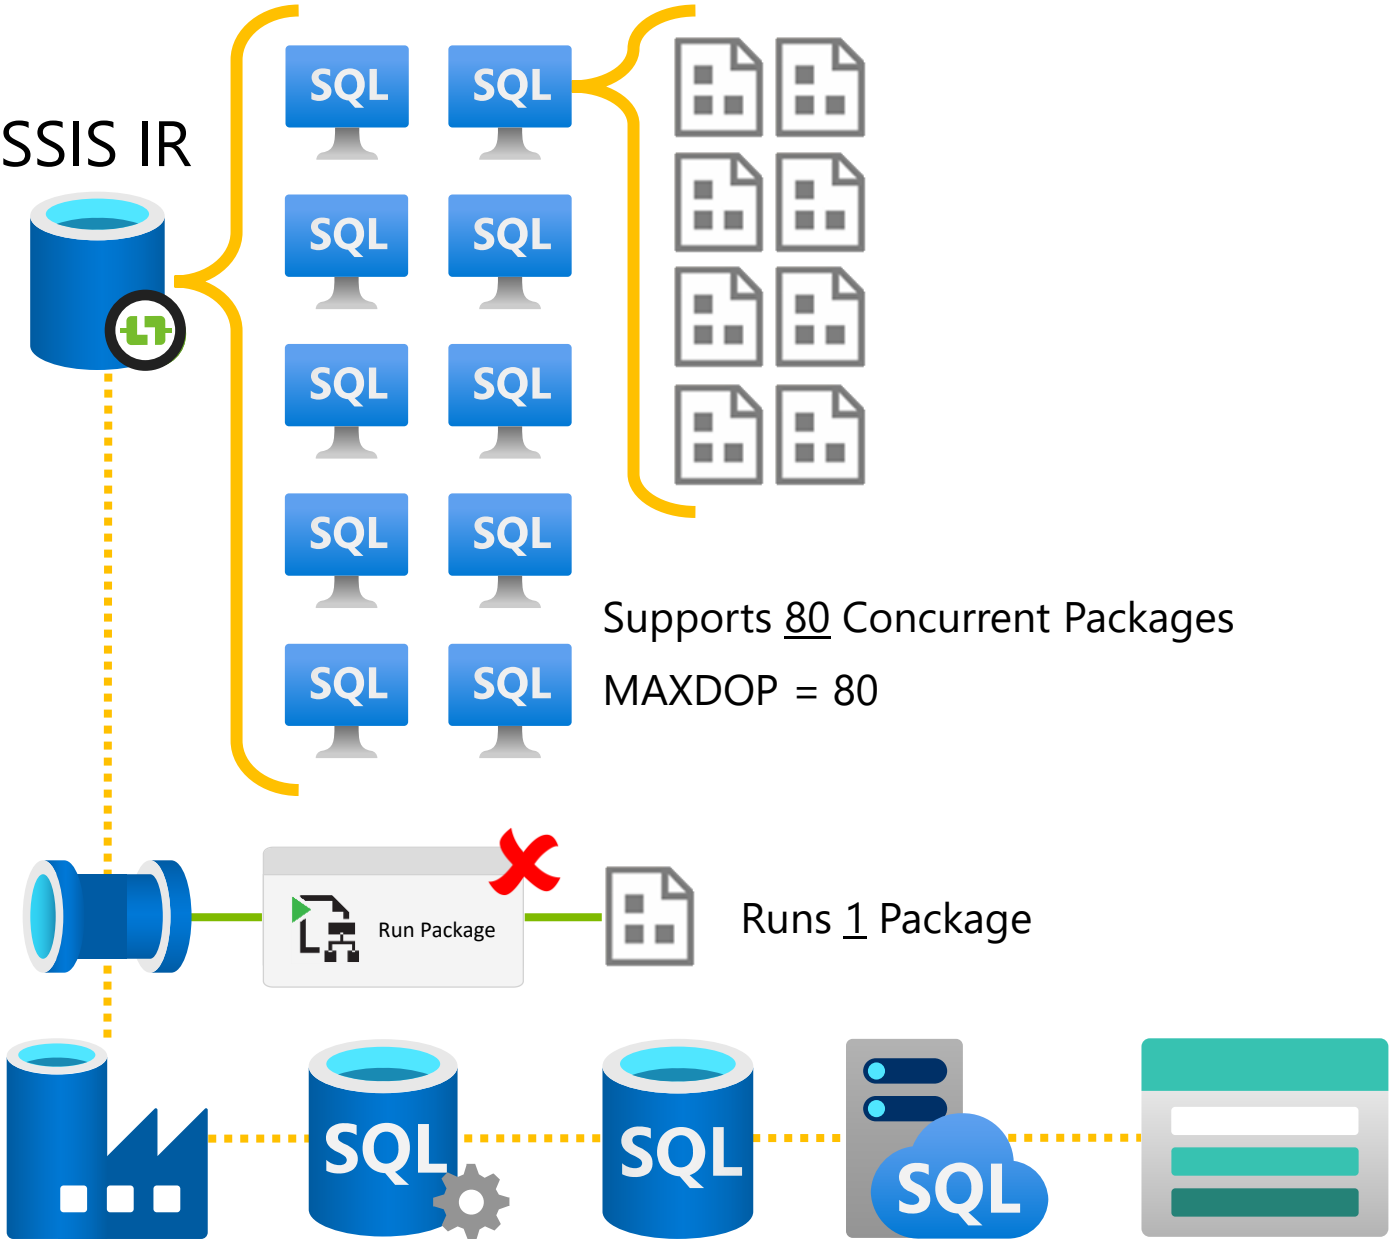 SSIS IR
SQL SQL
SQL SQL
SQL SQL
SQL SQL
SQL SQL
Supports 80 Concurrent Packages
MAXDOP = 80
Run Package
Runs 1 Package
SQL
SQL
SQL